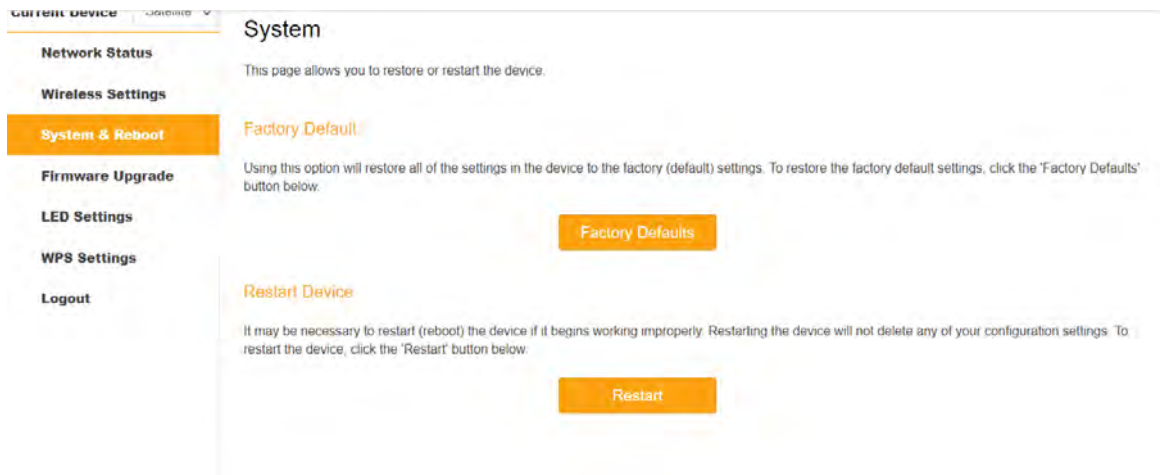 Current Device Satellite
Network Status
Wireless Settings
System & Reboot
Firmware Upgrade
LED Settings
WPS Settings
Logout
System
This page allows you to restore or restart the device.
Factory Default
Using this option will restore all of the settings in the device to the factory (default) settings. To restore the factory default settings, click the 'Factory Defaults'
button below.
Factory Defaults
Restart Device
It may be necessary to restart (reboot) the device if it begins working improperly. Restarting the device will not delete any of your configuration settings. To
restart the device, click the 'Restart' button below.
Restart